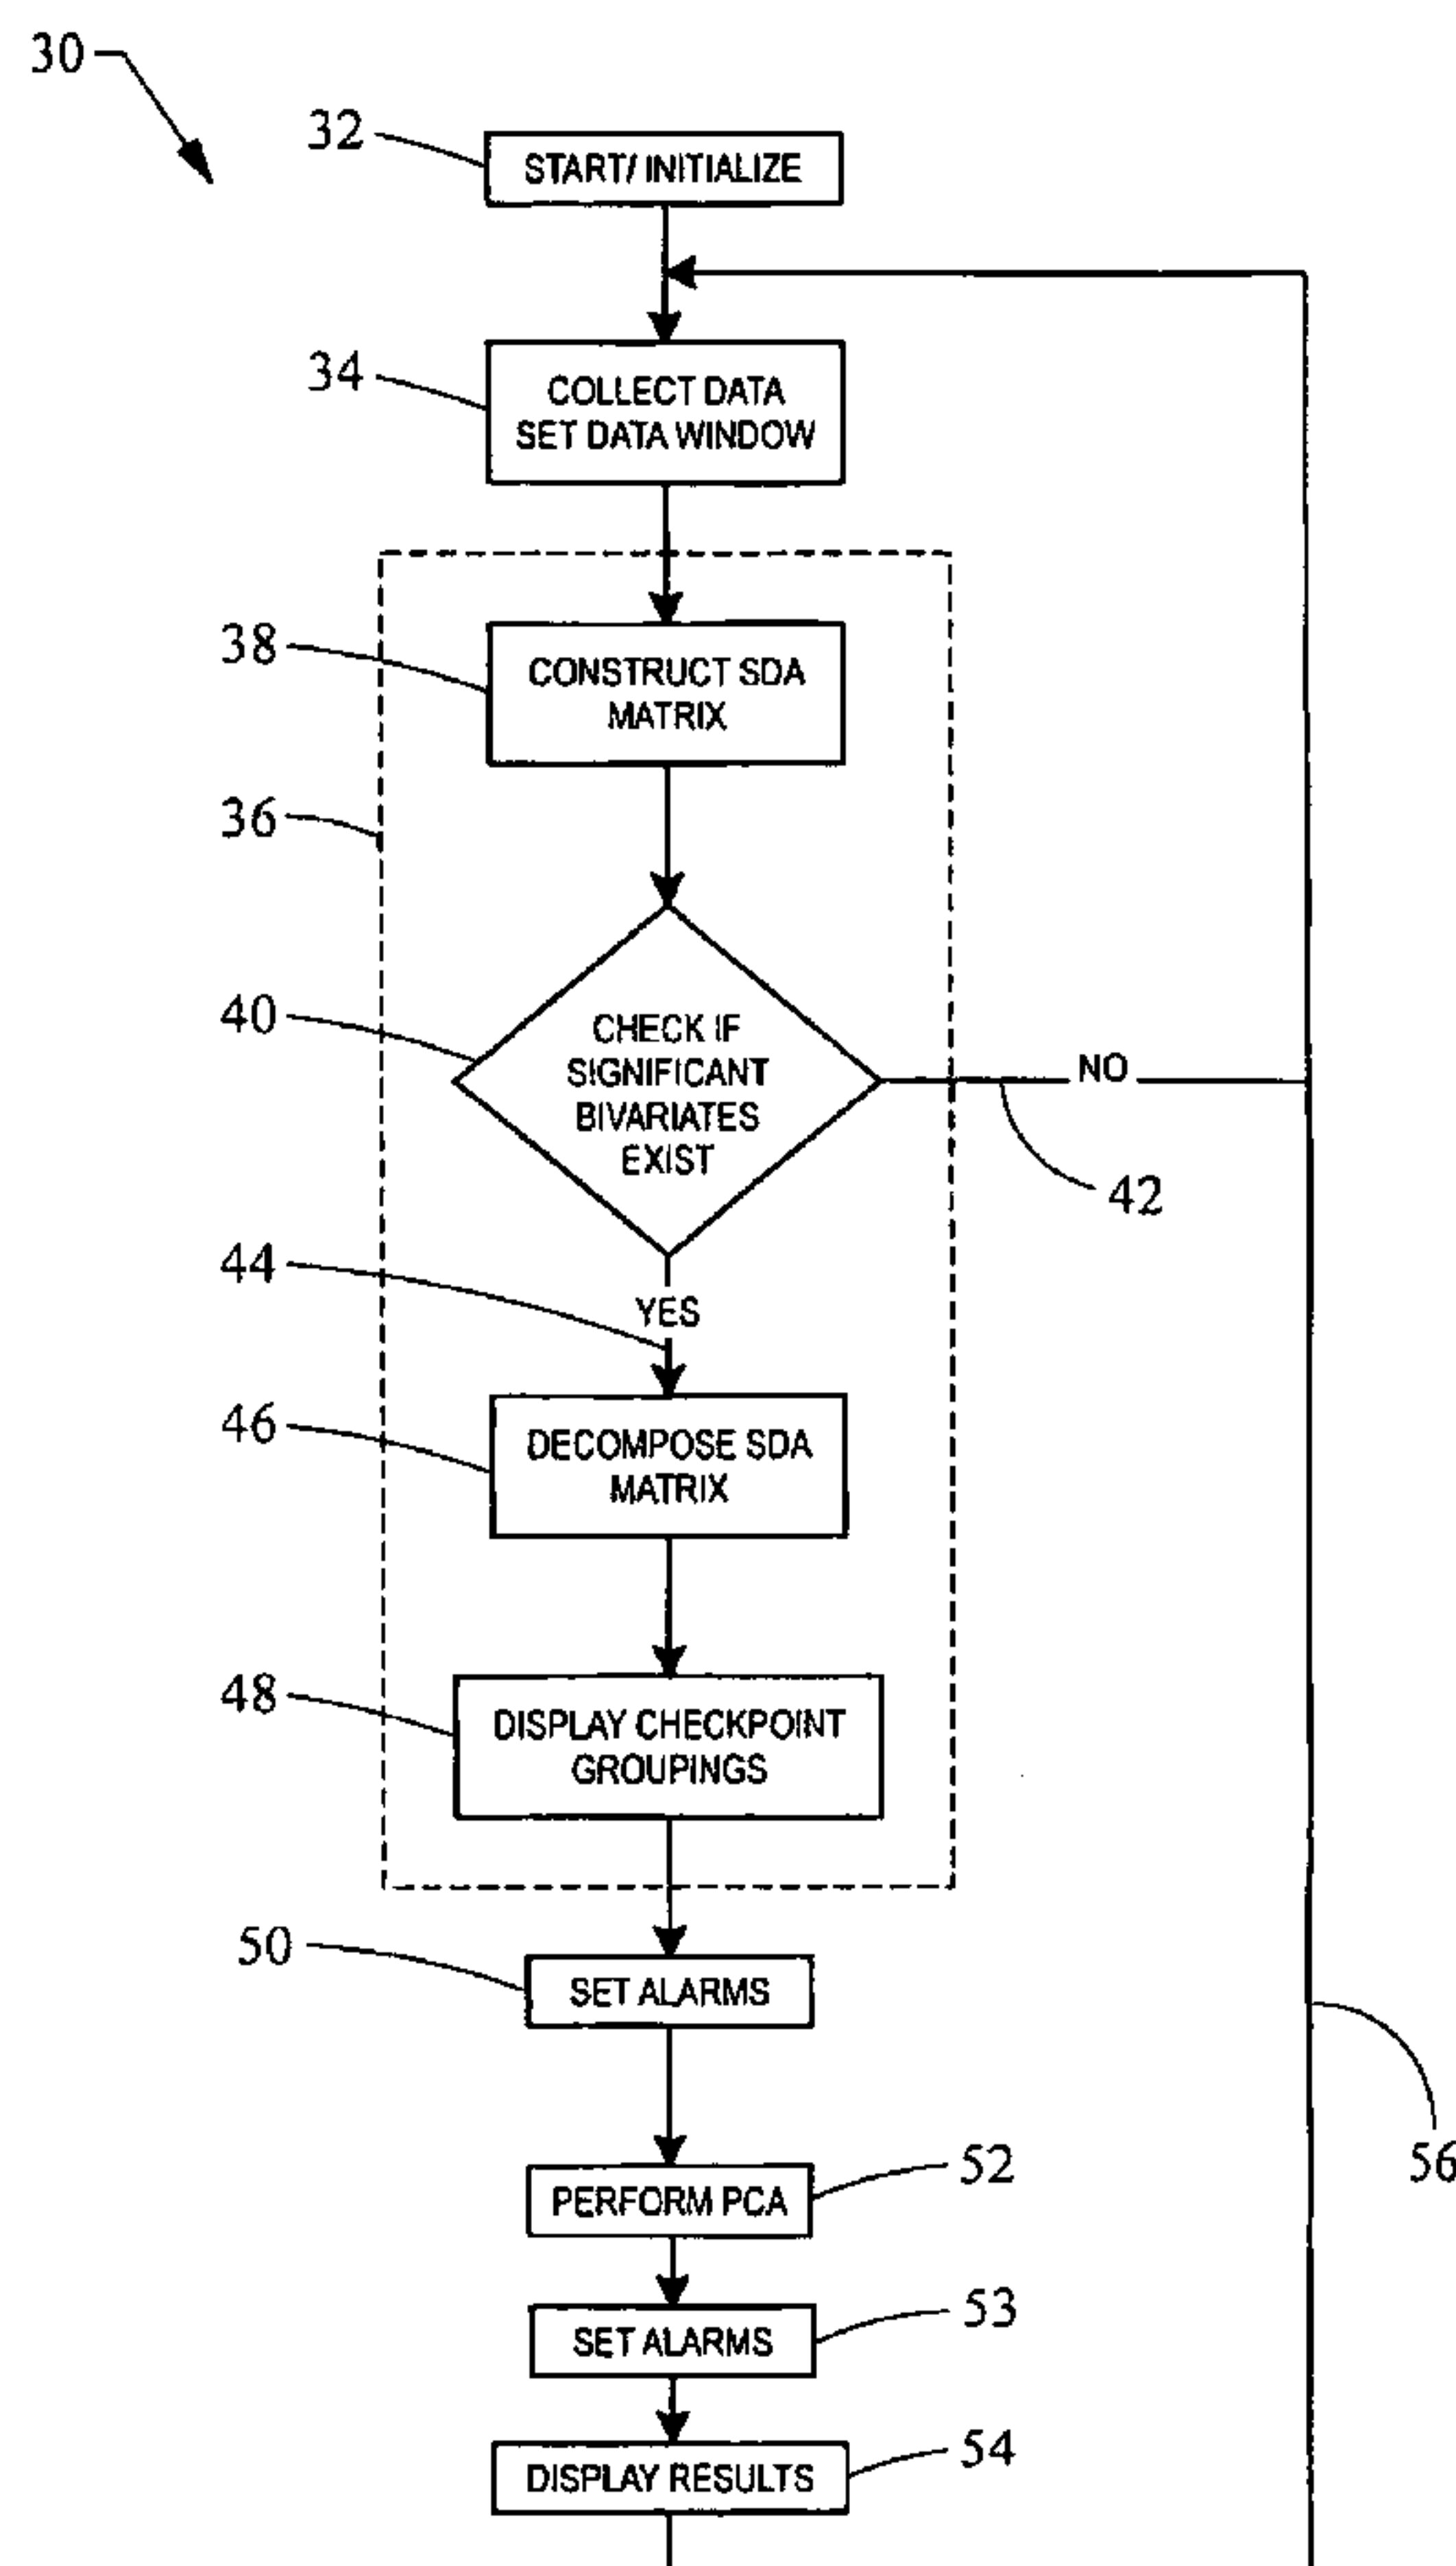 30
32
START/ INITIALIZE
34
COLLECT DATA
SET DATA WINDOW
38
CONSTRUCT SDA
MATRIX
36
40
CHECK IF
SIGNIFICANT
BIVARIATES
EXIST
NO
42
44
YES
46
DECOMPOSE SDA
MATRIX
48
DISPLAY CHECKPOINT
GROUPINGS
50
SET ALARMS
56
52
PERFORM PCA
53
SET ALARMS
54
DISPLAY RESULTS